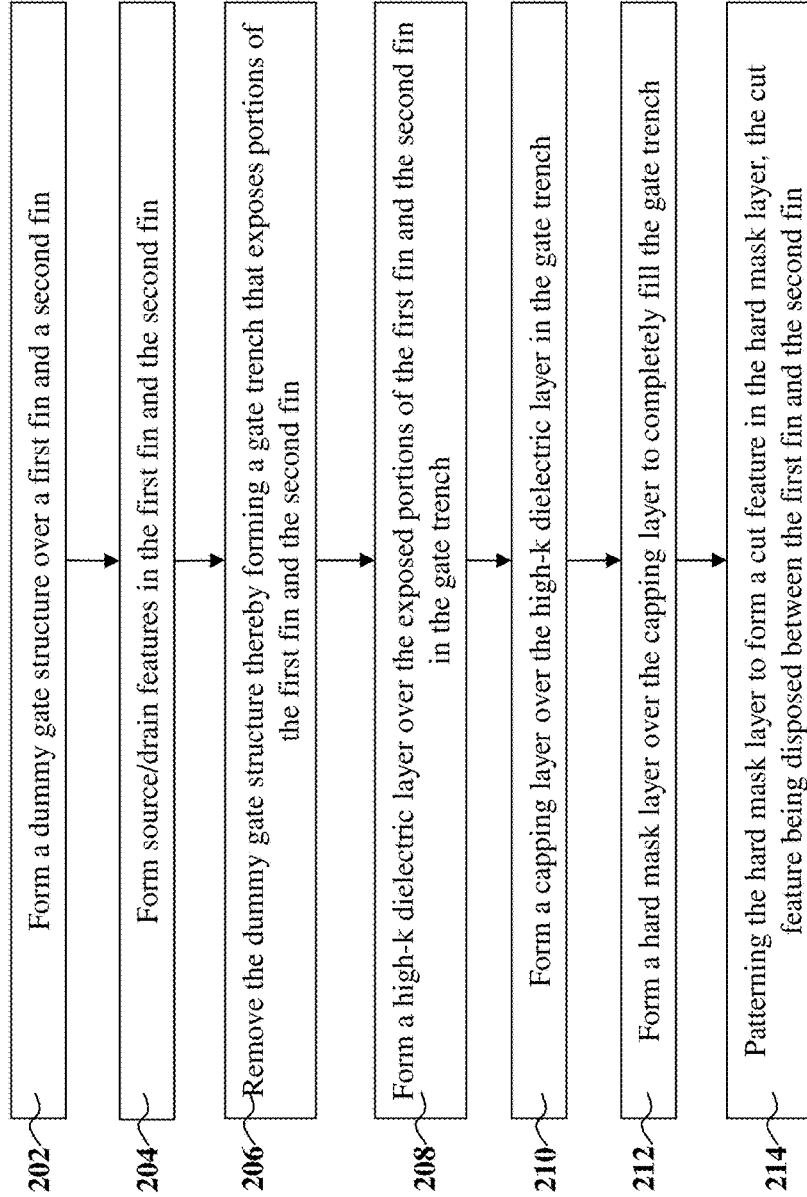 202
Form a dummy gate structure over a first fin and a second fin
204
Form source/drain features in the first fin and the second fin
206
Remove the dummy gate structure thereby forming a gate trench that exposes portions of
the first fin and the second fin
208
Form a high-k dielectric layer over the exposed portions of the first fin and the second fin
in the gate trench
210
Form a capping layer over the high-k dielectric layer in the gate trench
212
Form a hard mask layer over the capping layer to completely fill the gate trench
214
Patterning the hard mask layer to form a cut feature in the hard mask layer, the cut
feature being disposed between the first fin and the second fin